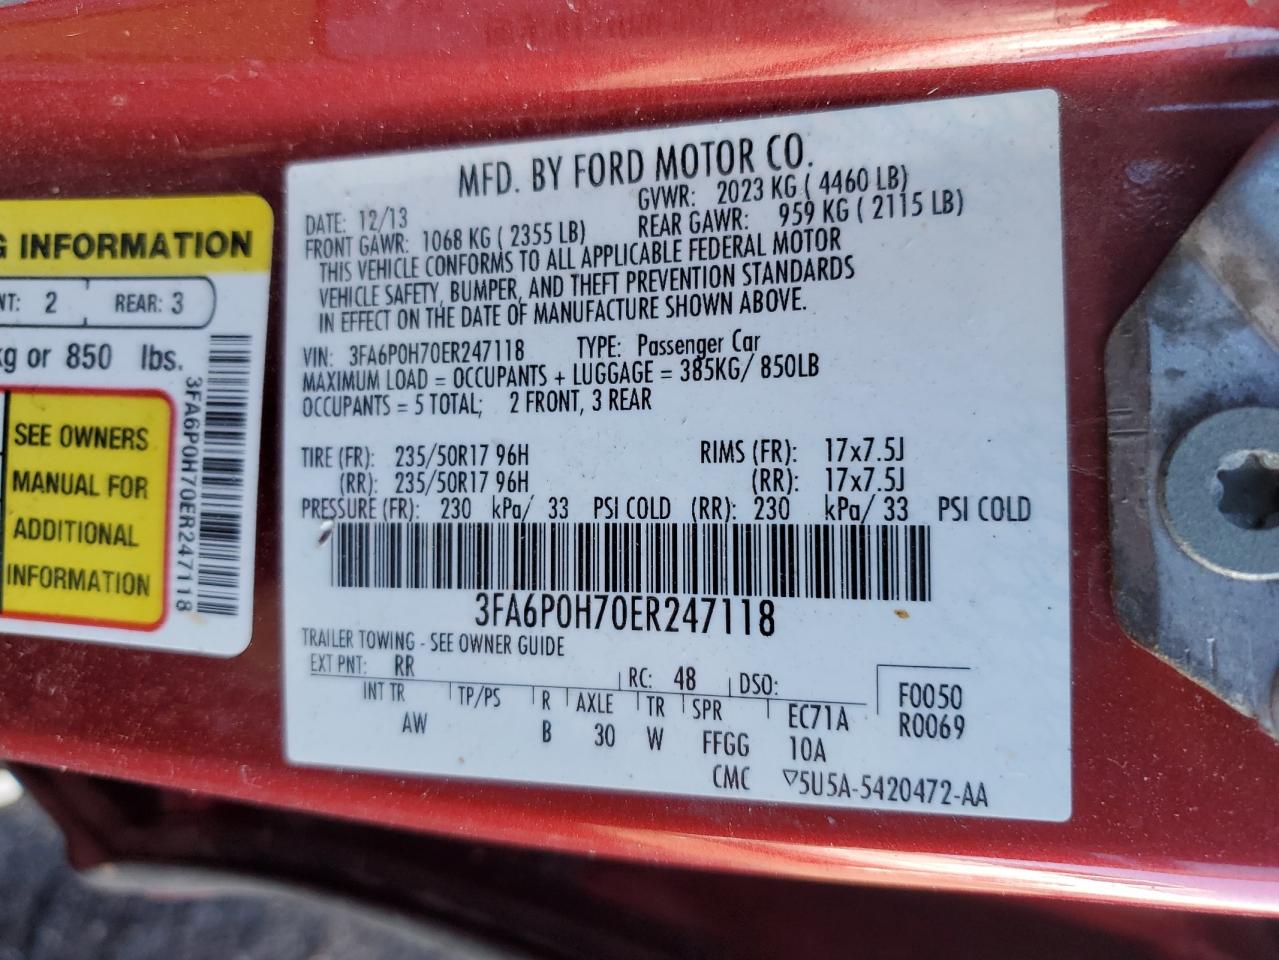 G INFORMATION
NT: 2 REAR: 3
kg or 850 lbs.
SEE OWNERS
MANUAL FOR
ADDITIONAL
INFORMATION
3FA6P0H70ER247118
MFD. BY FORD MOTOR CO.
DATE: 12/13 GVWR: 2023 KG ( 4460 LB)
FRONT GAWR: 1068 KG ( 2355 LB) REAR GAWR: 959 KG ( 2115 LB)
THIS VEHICLE CONFORMS TO ALL APPLICABLE FEDERAL MOTOR
VEHICLE SAFETY, BUMPER, AND THEFT PREVENTION STANDARDS
IN EFFECT ON THE DATE OF MANUFACTURE SHOWN ABOVE.
VIN: 3FA6P0H70ER247118 TYPE: Passenger Car
MAXIMUM LOAD = OCCUPANTS + LUGGAGE = 385KG/ 850LB
OCCUPANTS = 5 TOTAL; 2 FRONT, 3 REAR
TIRE (FR): 235/50R17 96H RIMS (FR): 17x7.5J
(RR): 235/50R17 96H (RR): 17x7.5J
PRESSURE (FR): 230 kPa/ 33 PSI COLD (RR): 230 kPa/ 33 PSI COLD
3FA6P0H70ER247118
TRAILER TOWING - SEE OWNER GUIDE
EXT PNT: RR RC: 48 DSO: F0050
INT TR TP/PS R AXLE TR SPR EC71A R0069
AW B 30 W FFGG 10A
CMC ▽5U5A-5420472-AA